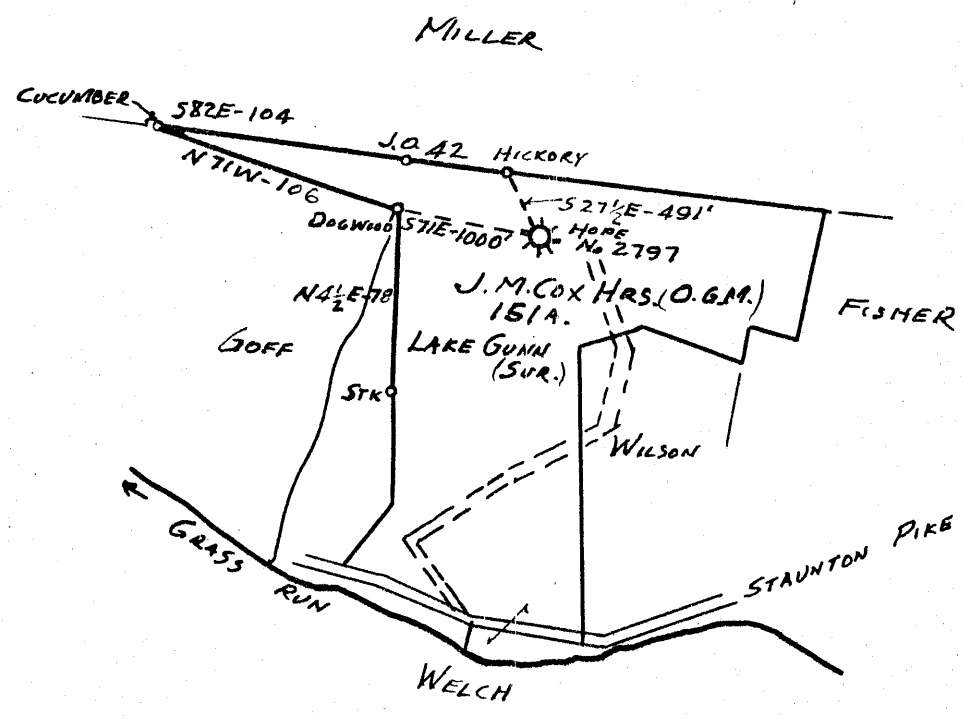 MILLER
CUCUMBER
S82E-104
J.O. 42
HICKORY
N71W-106
S27½E-491'
DOGWOOD
S71E-1000'
HOPE
No 2797
N4½E-78
J.M. COX HRS. (O.G.M.)
151A.
FISHER
GOFF
LAKE GUNN
(SUR.)
STK
WILSON
GRASS
RUN
STAUNTON PIKE
WELCH